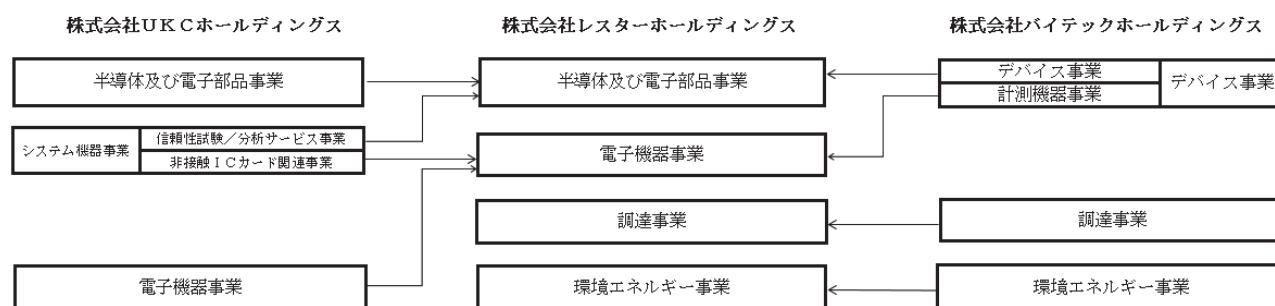 株式会社UKCホールディングス
株式会社レスターホールディングス
株式会社バイテックホールディングス
半導体及び電子部品事業
半導体及び電子部品事業
デバイス事業
計測機器事業
デバイス事業
システム機器事業
信頼性試験/分析サービス事業
非接触ICカード関連事業
電子機器事業
調達事業
調達事業
電子機器事業
環境エネルギー事業
環境エネルギー事業